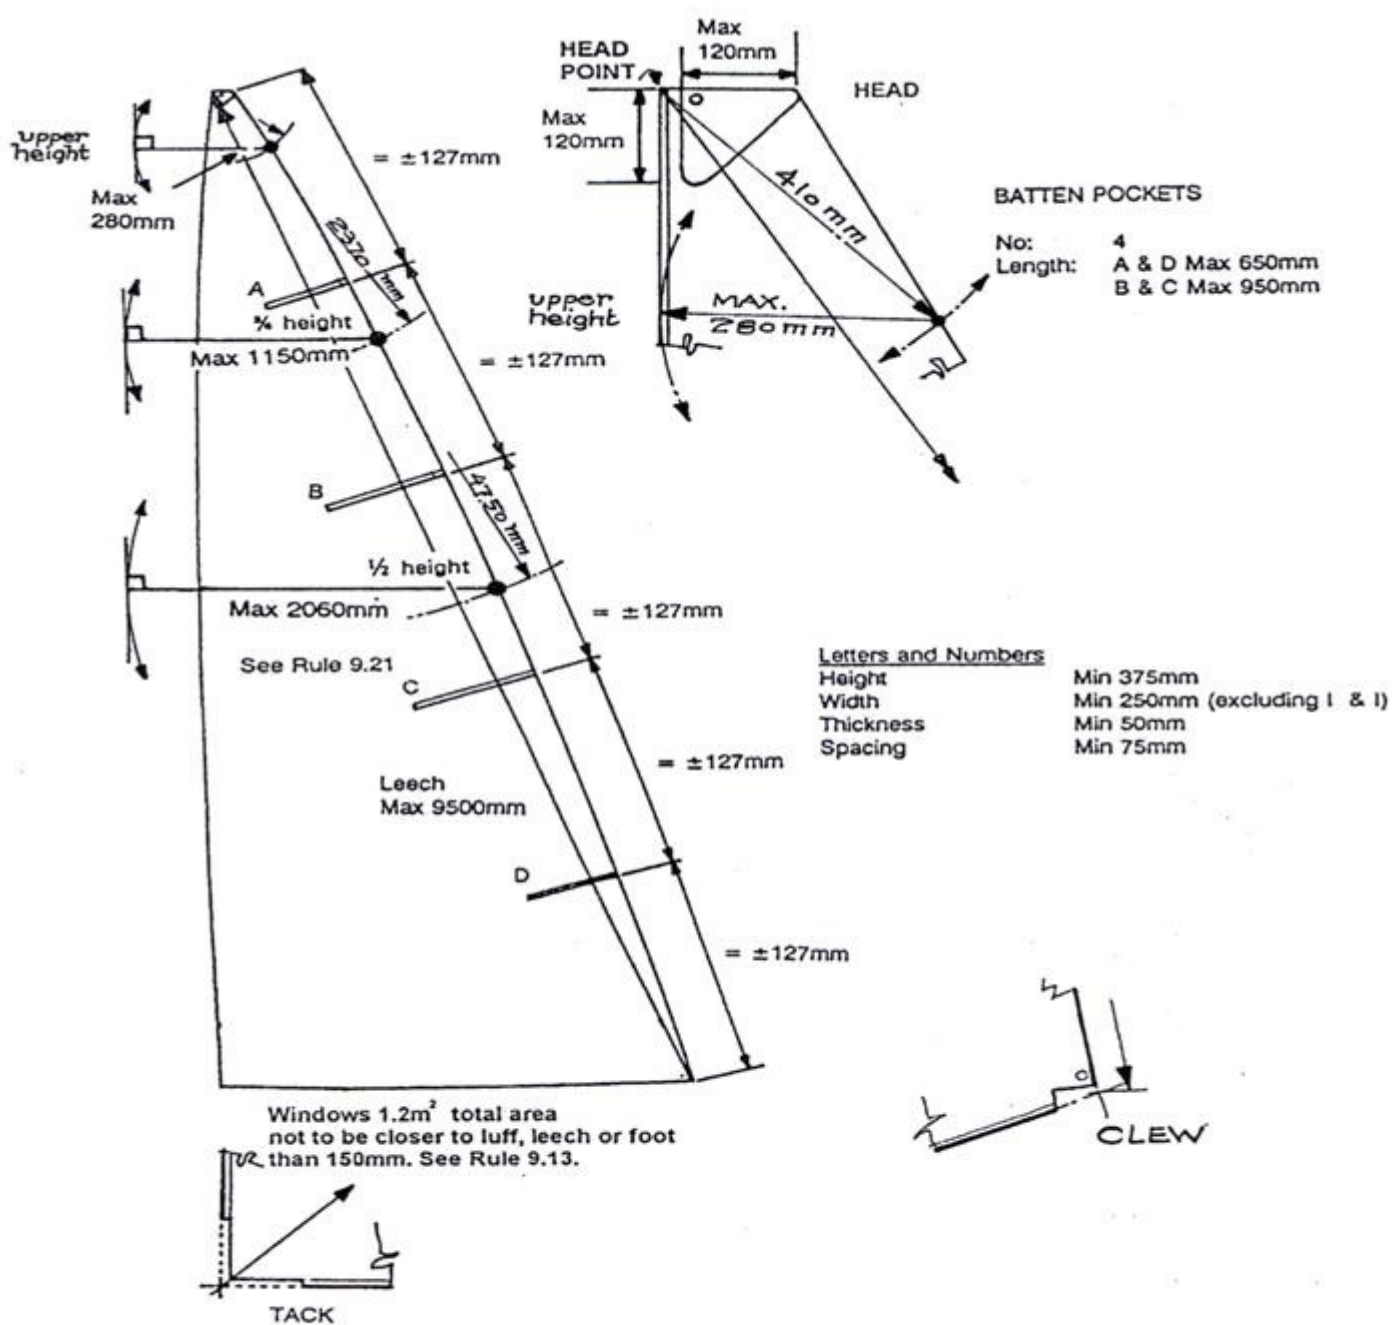 Max
120mm
HEAD
POINT
HEAD
Max
120mm
upper
height
= ±127mm
Max
280mm
410mm
BATTEN POCKETS
No: 4
Length: A & D Max 650mm
B & C Max 950mm
2370 mm
A
¾ height
Max 1150mm
upper
height
MAX.
280mm
= ±127mm
B
4750 mm
½ height
Max 2060mm
= ±127mm
See Rule 9.21
C
Letters and Numbers
Height Min 375mm
Width Min 250mm (excluding I & I)
Thickness Min 50mm
Spacing Min 75mm
= ±127mm
Leech
Max 9500mm
D
= ±127mm
Windows 1.2m² total area
not to be closer to luff, leech or foot
than 150mm. See Rule 9.13.
CLEW
TACK